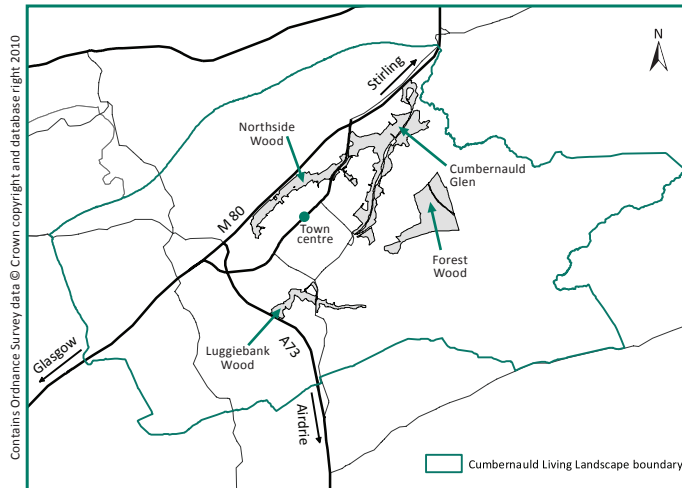 Contains Ordnance Survey data © Crown copyright and database right 2010
N
Stirling
Northside
Wood
Cumbernauld
Glen
M 80
Town
centre
Forest
Wood
Luggiebank
Wood
A73
Glasgow
Airdrie
Cumbernauld Living Landscape boundary